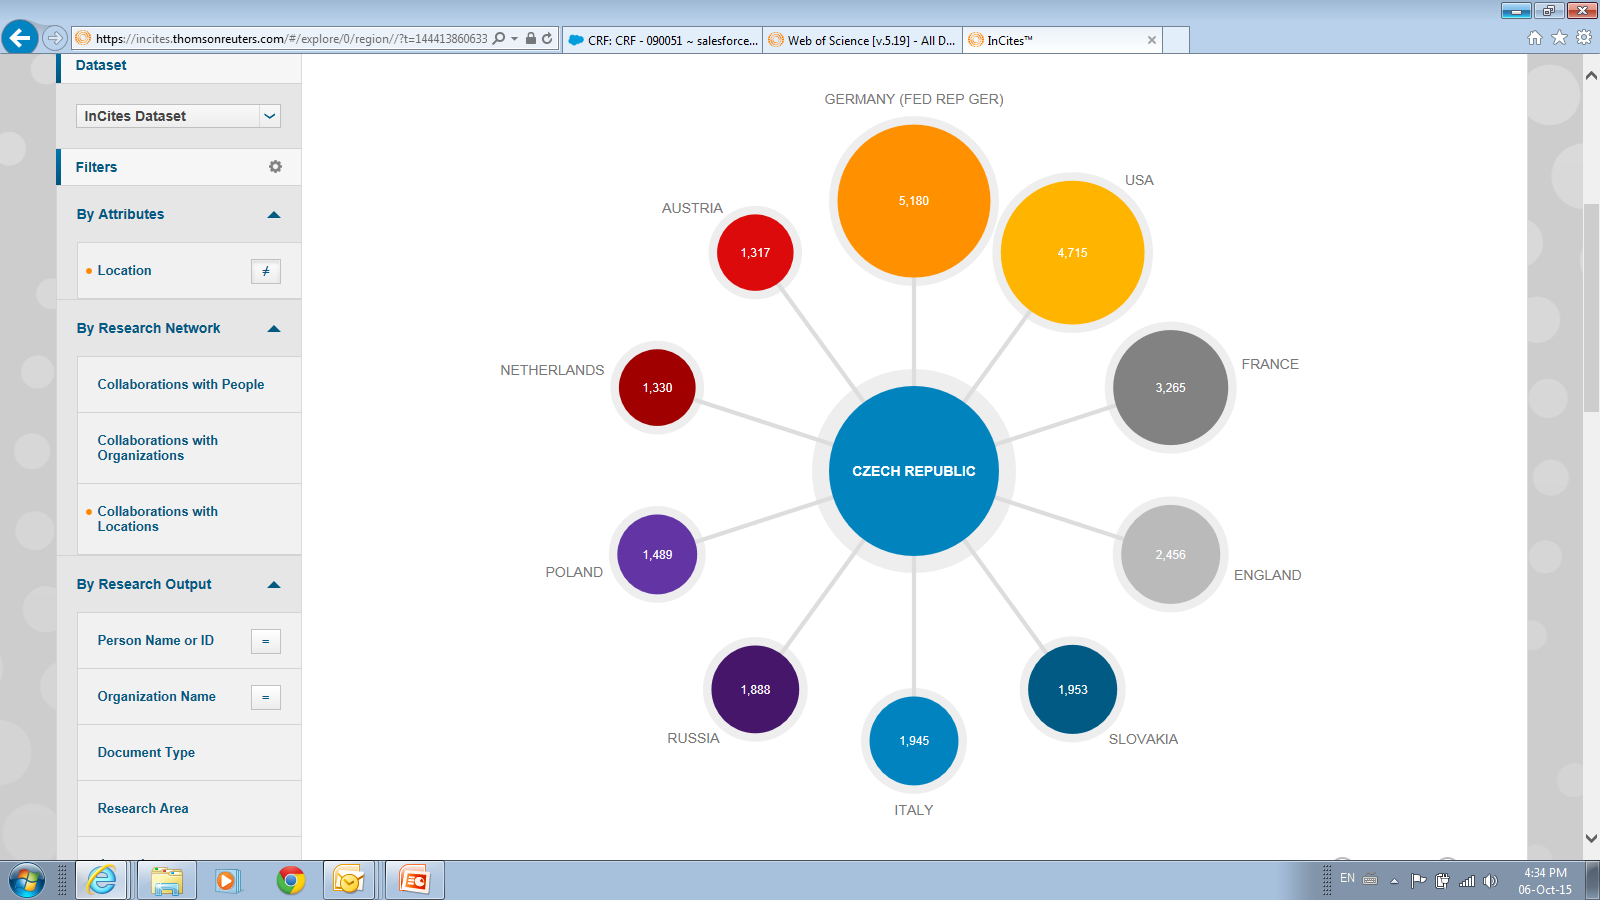 https://incites.thomsonreuters.com/#/explore/0/region//?t=144413860633
CRF: CRF - 090051 ~ salesforce...
Web of Science [v.5.19] - All D...
InCites™
Dataset
InCites Dataset
Filters
By Attributes
Location
≠
By Research Network
Collaborations with People
Collaborations with
Organizations
Collaborations with
Locations
By Research Output
Person Name or ID
=
Organization Name
=
Document Type
Research Area
GERMANY (FED REP GER)
5,180
USA
4,715
FRANCE
3,265
ENGLAND
2,456
SLOVAKIA
1,953
ITALY
1,945
RUSSIA
1,888
POLAND
1,489
NETHERLANDS
1,330
AUSTRIA
1,317
CZECH REPUBLIC
EN
4:34 PM
06-Oct-15